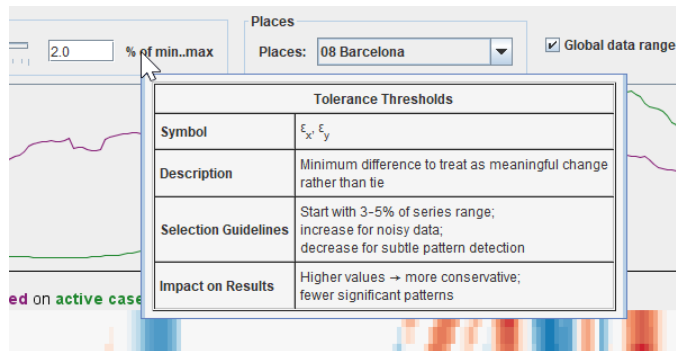 Places
2.0 % of min..max Places: 08 Barcelona Global data range
Tolerance Thresholds
Symbol εx, εy
Description Minimum difference to treat as meaningful change
rather than tie
Selection Guidelines Start with 3–5% of series range;
increase for noisy data;
decrease for subtle pattern detection
Impact on Results Higher values → more conservative;
fewer significant patterns
ed on active case